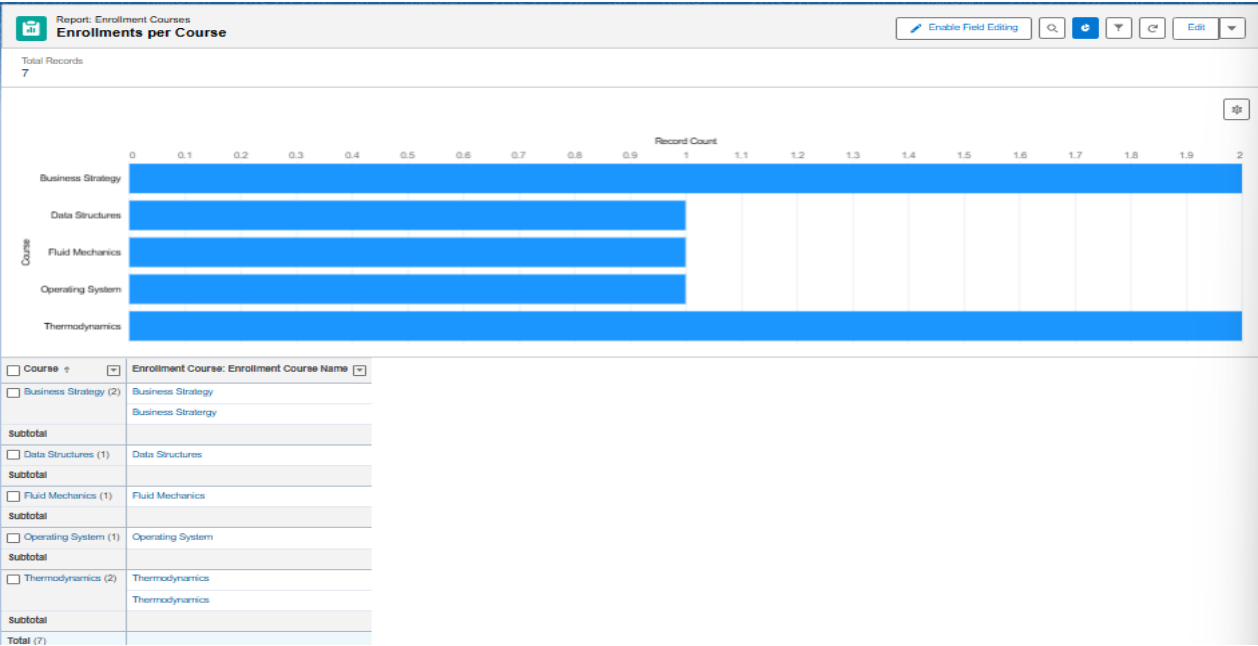 Report: Enrollment Courses
Enrollments per Course
Enable Field Editing
Edit
Total Records
7
Record Count
0 0.1 0.2 0.3 0.4 0.5 0.6 0.7 0.8 0.9 1 1.1 1.2 1.3 1.4 1.5 1.6 1.7 1.8 1.9 2
Course
Business Strategy
Data Structures
Fluid Mechanics
Operating System
Thermodynamics
Course ↑ Enrollment Course: Enrollment Course Name
Business Strategy (2) Business Strategy
Business Stratergy
Subtotal
Data Structures (1) Data Structures
Subtotal
Fluid Mechanics (1) Fluid Mechanics
Subtotal
Operating System (1) Operating System
Subtotal
Thermodynamics (2) Thermodynamics
Thermodynamics
Subtotal
Total (7)